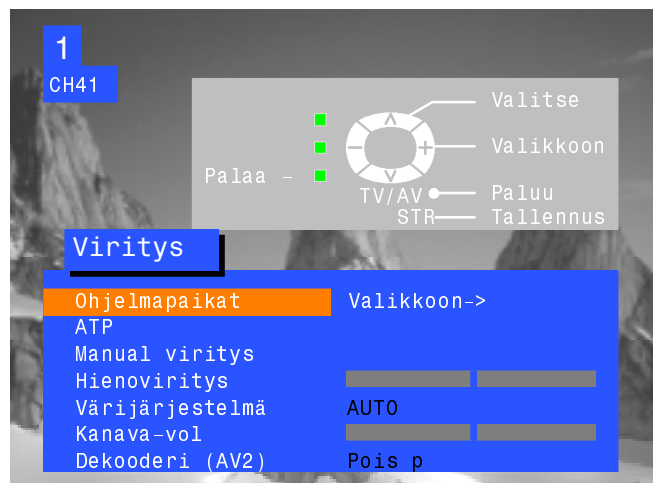 1
CH41
Valitse
Valikkoon
Palaa –
TV/AV Paluu
STR Tallennus
Viritys
Ohjelmapaikat Valikkoon->
ATP
Manual viritys
Hienoviritys
Värijärjestelmä AUTO
Kanava-vol
Dekooderi (AV2) Pois p